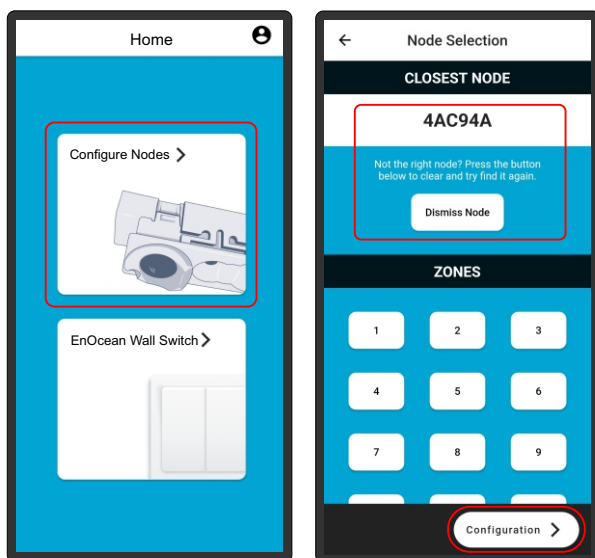 Home
Configure Nodes
EnOcean Wall Switch
Node Selection
CLOSEST NODE
4AC94A
Not the right node? Press the button
below to clear and try find it again.
Dismiss Node
ZONES
1 2 3
4 5 6
7 8 9
Configuration